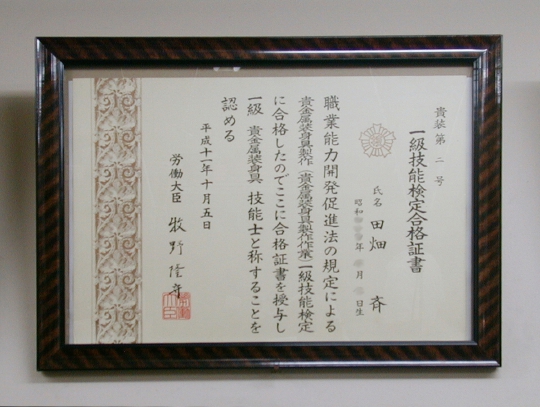 貴装第二号
一級技能検定合格証書
氏名 田畑 斉
昭和 年 月 日生
職業能力開発促進法の規定による
貴金属装身具製作(貴金属装身具製作作業)一級技能検定
に合格したのでここに合格証書を授与し
一級 貴金属装身具 技能士と称することを
認める
平成十一年十月五日
労働大臣 牧野隆守